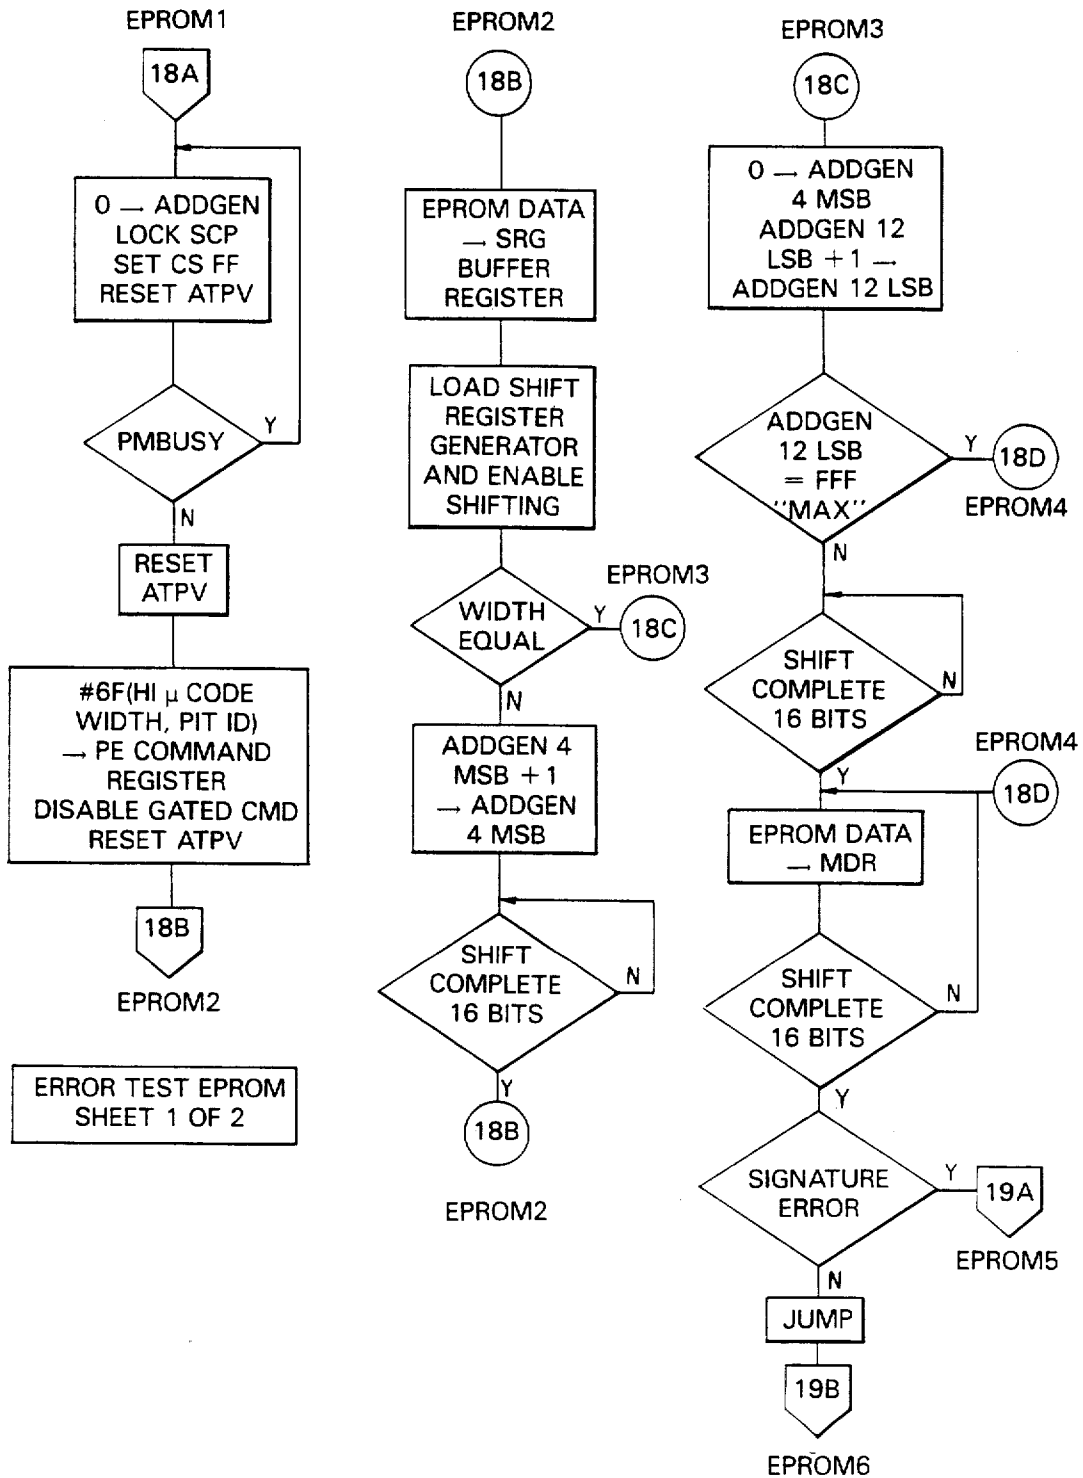 EPROM1
18A
0 → ADDGEN
LOCK SCP
SET CS FF
RESET ATPV
PMBUSY
Y
N
RESET
ATPV
#6F(HI μ CODE
WIDTH, PIT ID)
→ PE COMMAND
REGISTER
DISABLE GATED CMD
RESET ATPV
18B
EPROM2
ERROR TEST EPROM
SHEET 1 OF 2
EPROM2
18B
EPROM DATA
→ SRG
BUFFER
REGISTER
LOAD SHIFT
REGISTER
GENERATOR
AND ENABLE
SHIFTING
WIDTH
EQUAL
Y
EPROM3
18C
N
ADDGEN 4
MSB + 1
→ ADDGEN
4 MSB
SHIFT
COMPLETE
16 BITS
N
Y
18B
EPROM2
EPROM3
18C
0 → ADDGEN
4 MSB
ADDGEN 12
LSB + 1 →
ADDGEN 12 LSB
ADDGEN
12 LSB
= FFF
"MAX"
Y
18D
EPROM4
N
SHIFT
COMPLETE
16 BITS
N
Y
EPROM4
18D
EPROM DATA
→ MDR
SHIFT
COMPLETE
16 BITS
N
Y
SIGNATURE
ERROR
Y
19A
EPROM5
N
JUMP
19B
EPROM6